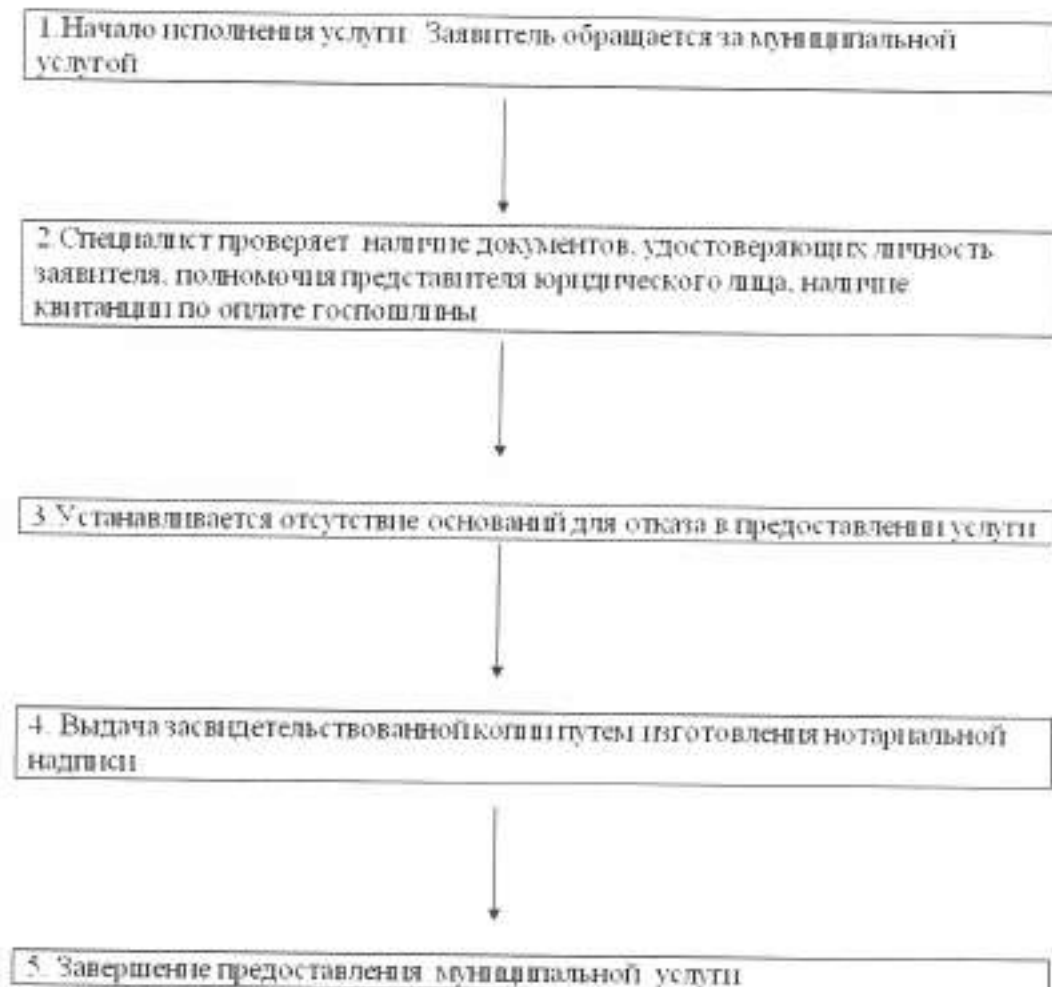 1.Начало исполнения услуги: Заявитель обращается за муниципальной
услугой
2.Специалист проверяет наличие документов, удостоверяющих личность
заявителя, полномочия представителя юридического лица, наличие
квитанции по оплате госпошлины
3.Устанавливается отсутствие оснований для отказа в предоставлении услуги
4. Выдача засвидетельствованной копии путем изготовления нотариальной
надписи
5. Завершение предоставления муниципальной услуги